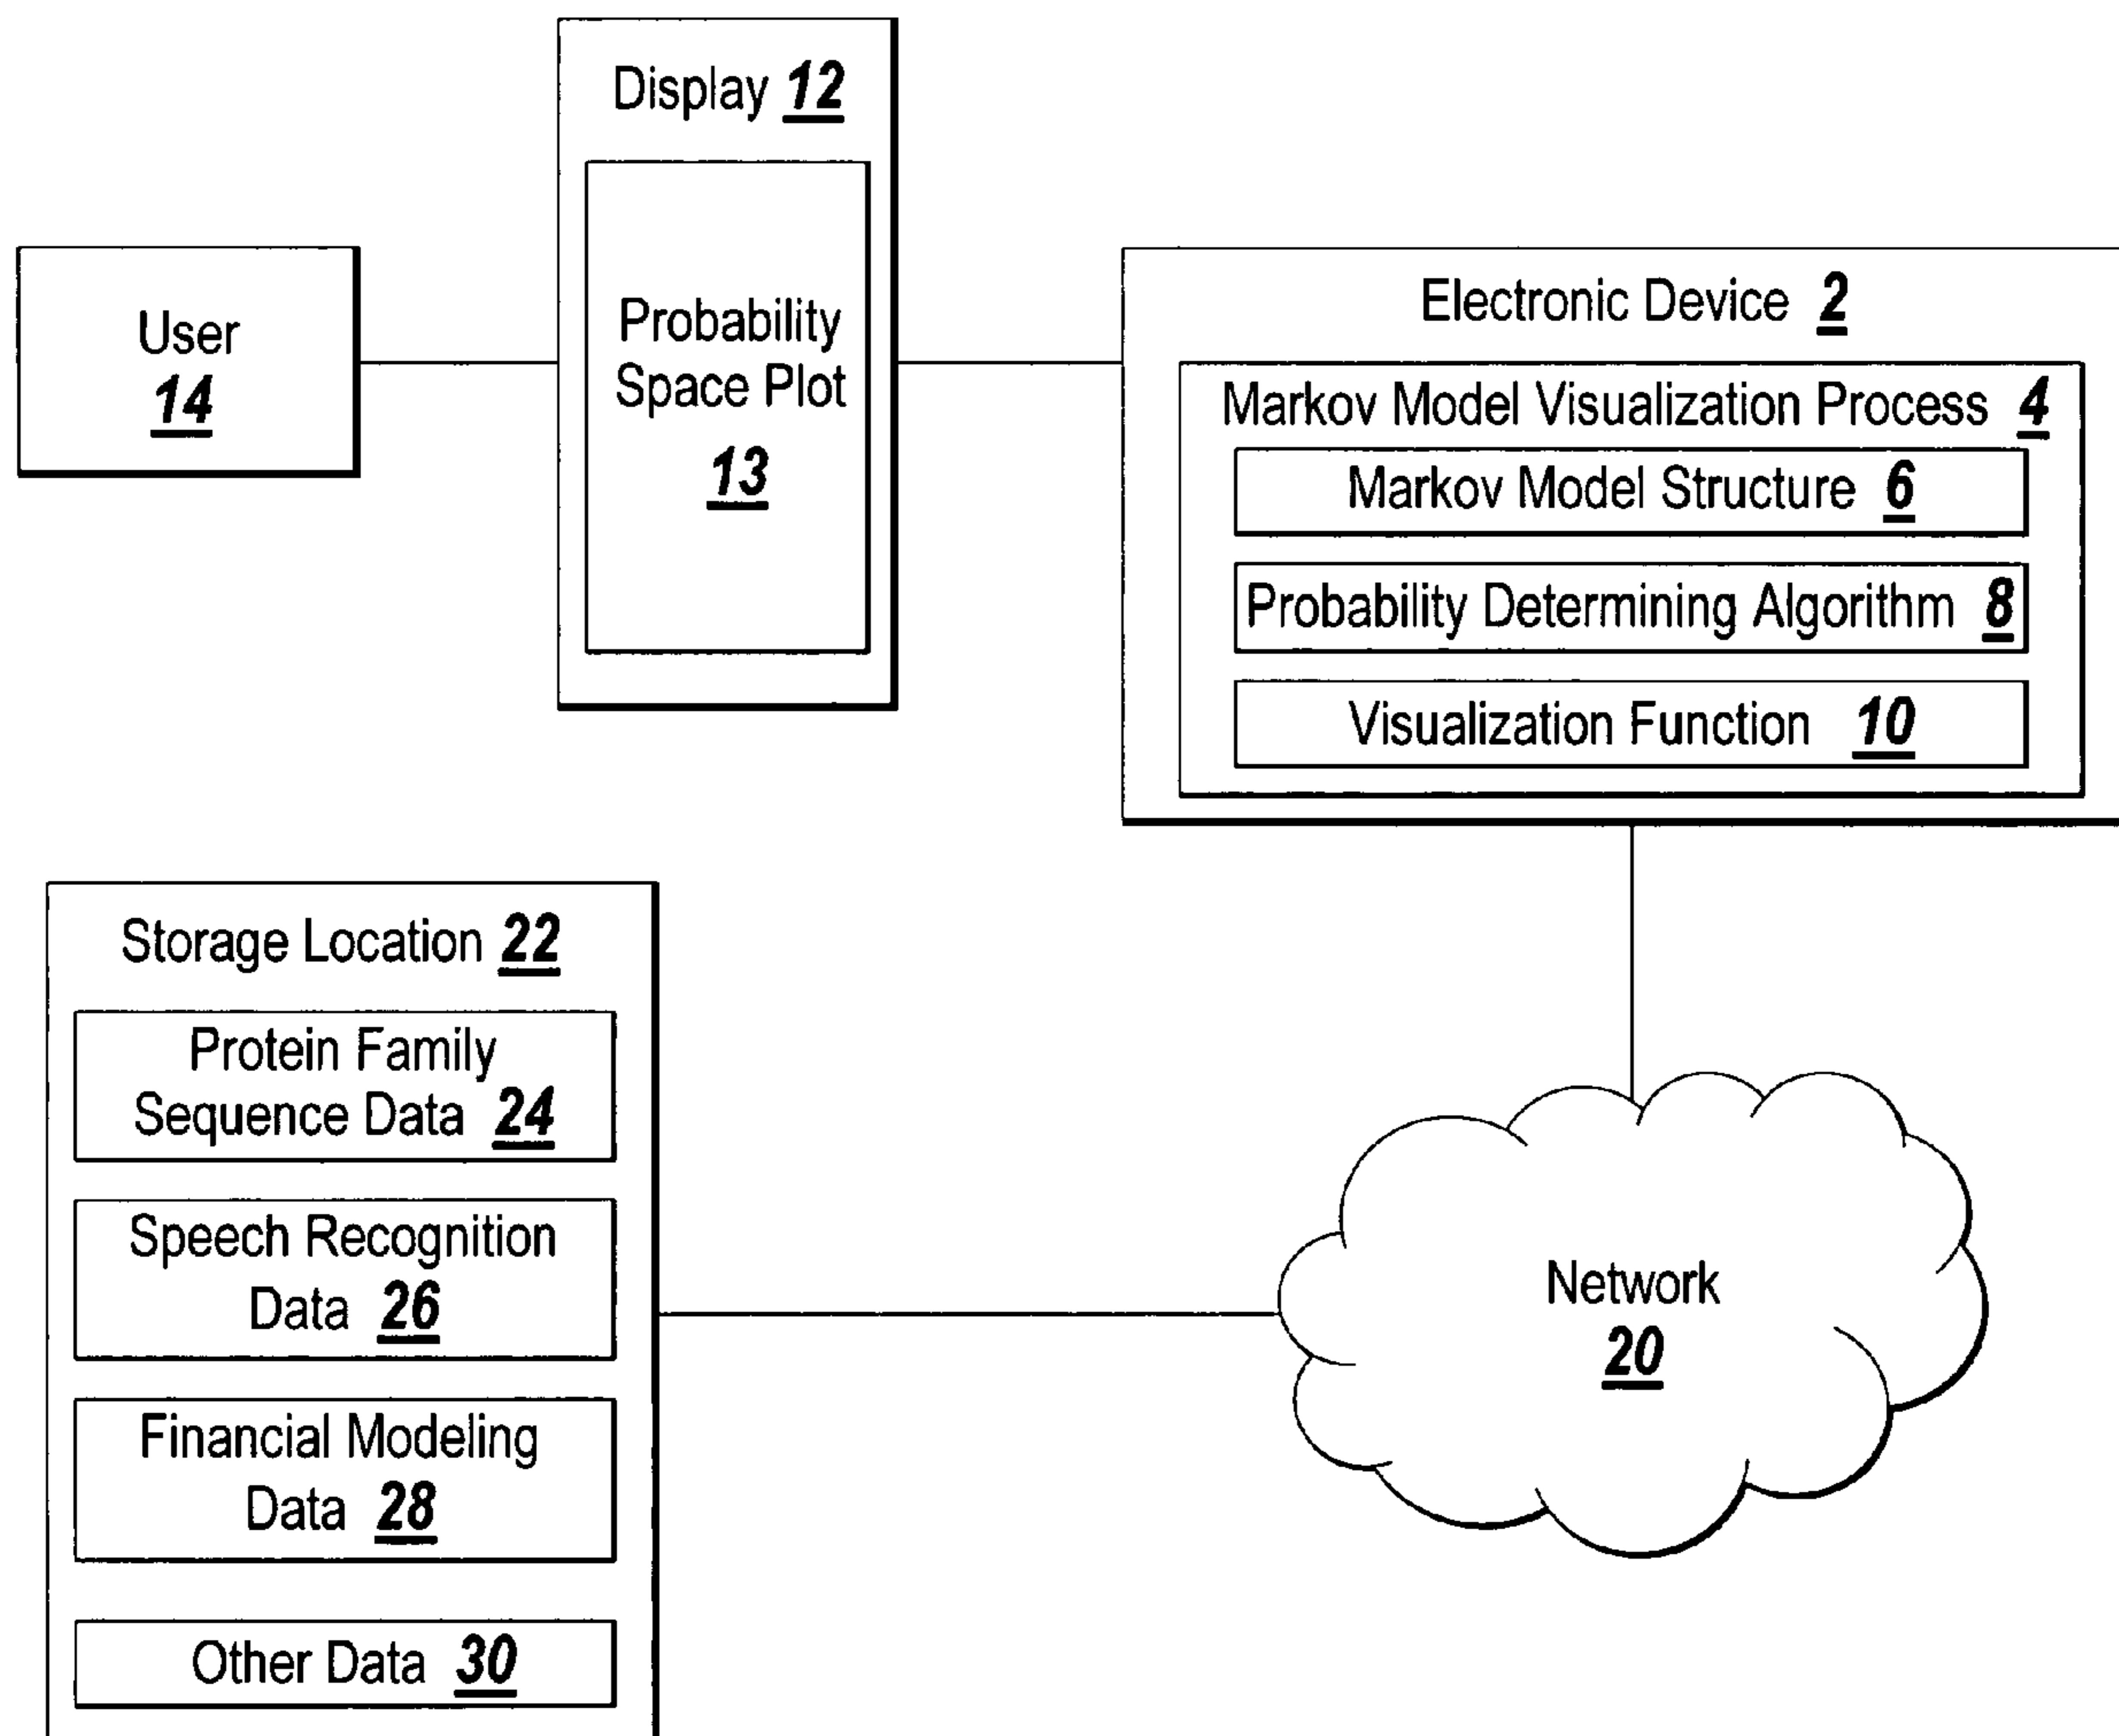 Display 12
Probability
Space Plot
13
User
14
Electronic Device 2
Markov Model Visualization Process 4
Markov Model Structure 6
Probability Determining Algorithm 8
Visualization Function 10
Storage Location 22
Protein Family
Sequence Data 24
Speech Recognition
Data 26
Financial Modeling
Data 28
Other Data 30
Network
20